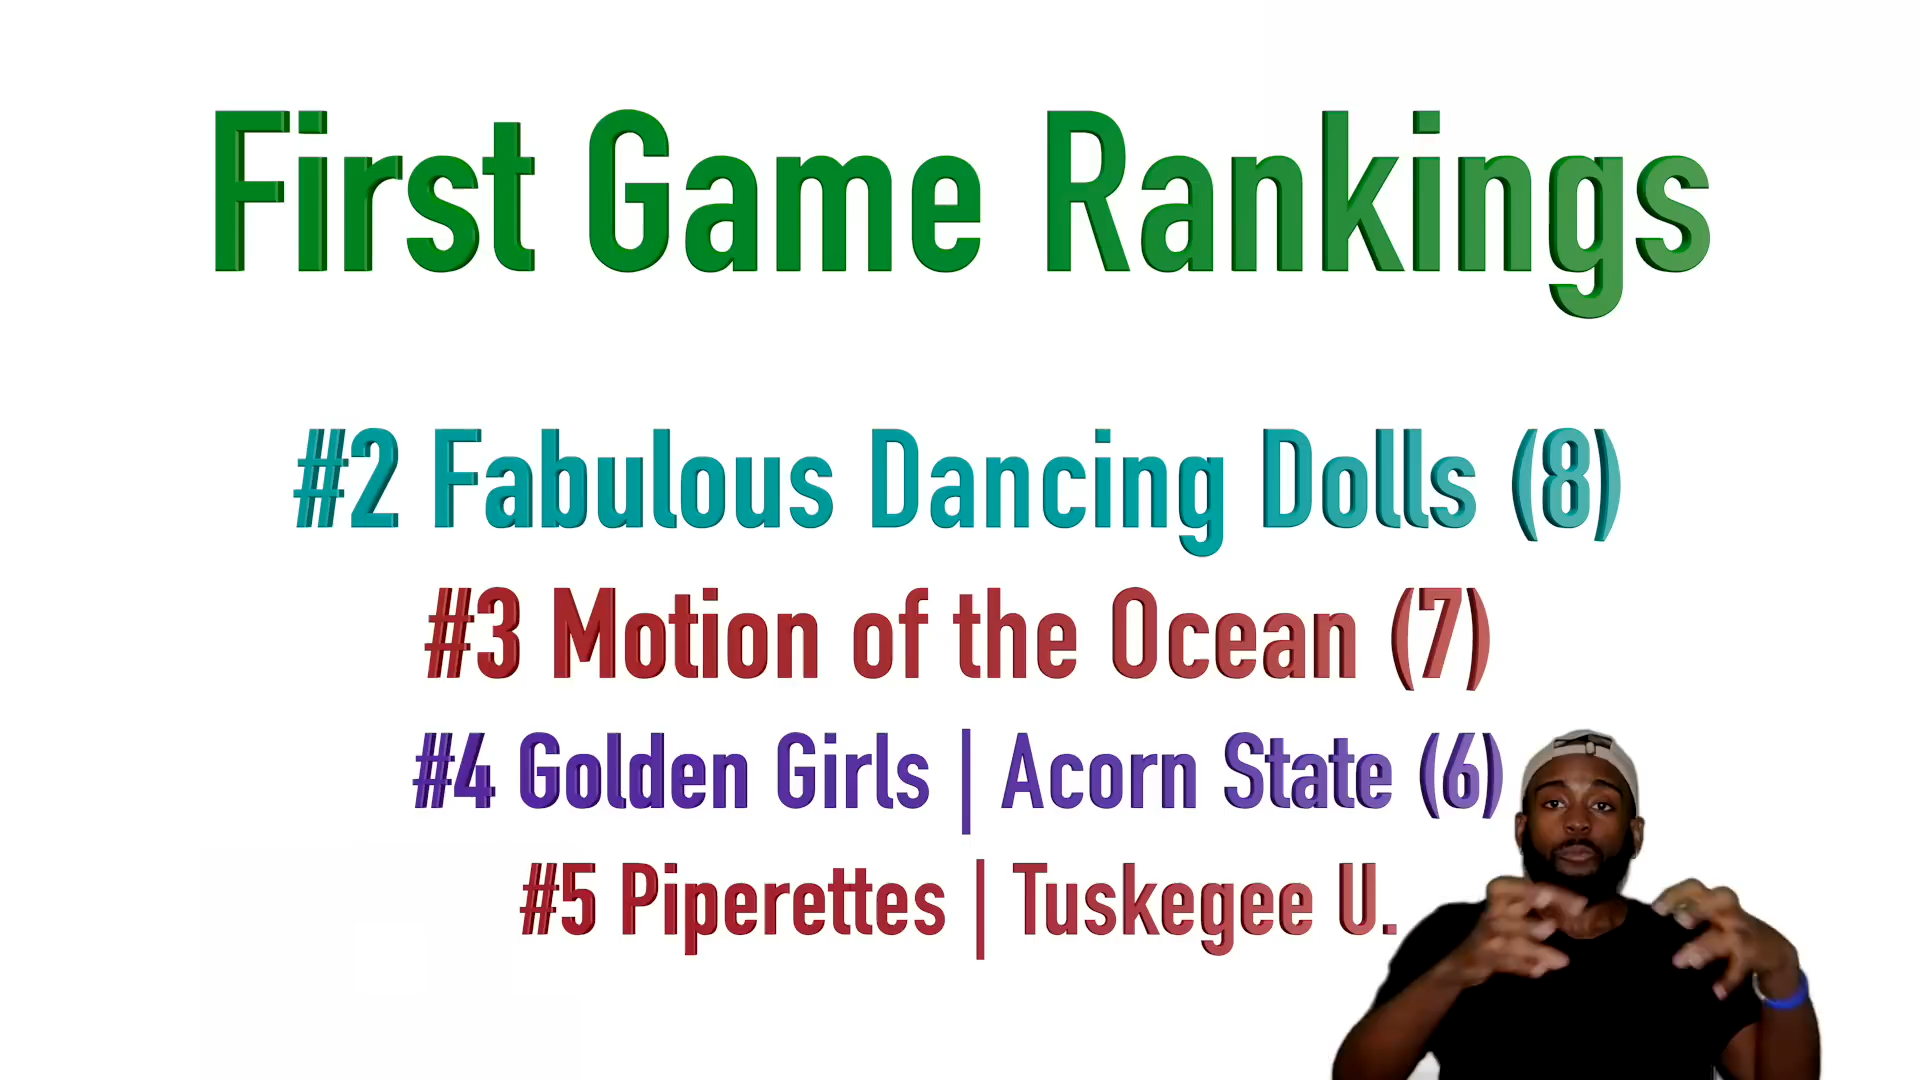 First Game Rankings
#2 Fabulous Dancing Dolls (8)
#3 Motion of the Ocean (7)
#4 Golden Girls | Acorn State (6)
#5 Piperettes | Tuskegee U.